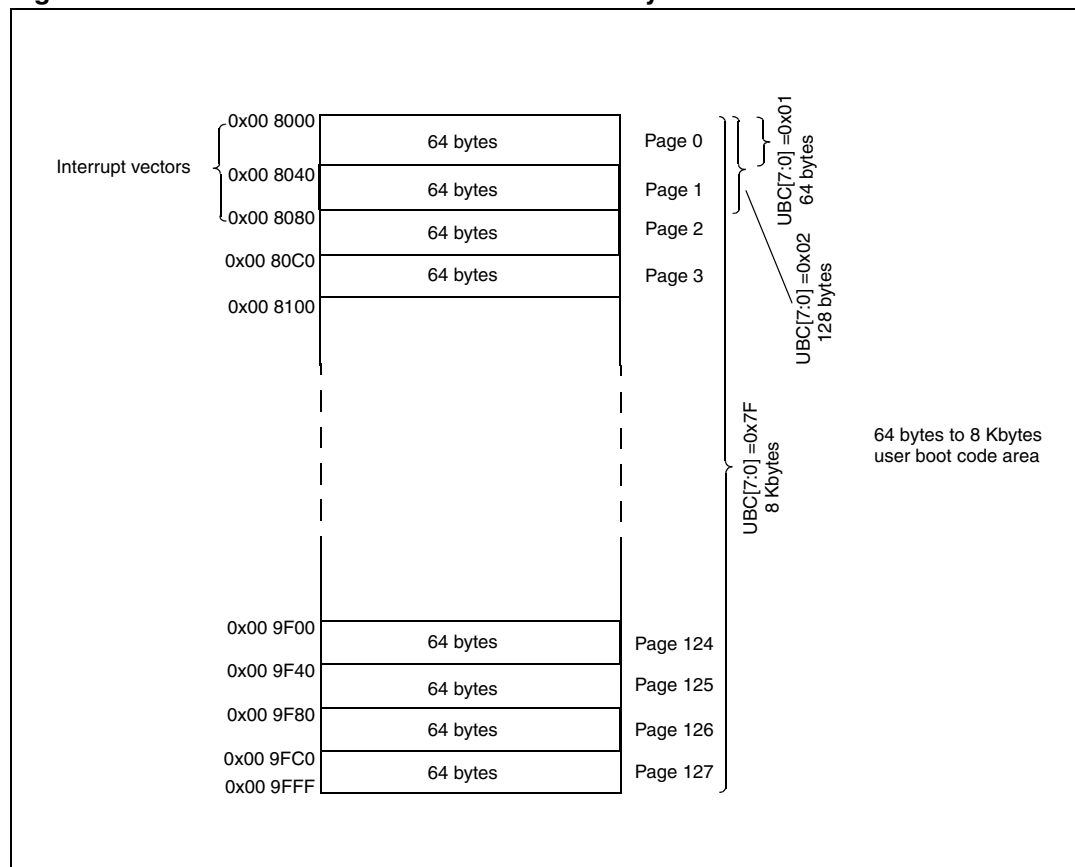 0x00 8000
64 bytes
Page 0
Interrupt vectors
0x00 8040
64 bytes
Page 1
0x00 8080
64 bytes
Page 2
0x00 80C0
64 bytes
Page 3
0x00 8100
UBC[7:0] =0x01
64 bytes
UBC[7:0] =0x02
128 bytes
UBC[7:0] =0x7F
8 Kbytes
64 bytes to 8 Kbytes
user boot code area
0x00 9F00
64 bytes
Page 124
0x00 9F40
64 bytes
Page 125
0x00 9F80
64 bytes
Page 126
0x00 9FC0
64 bytes
Page 127
0x00 9FFF